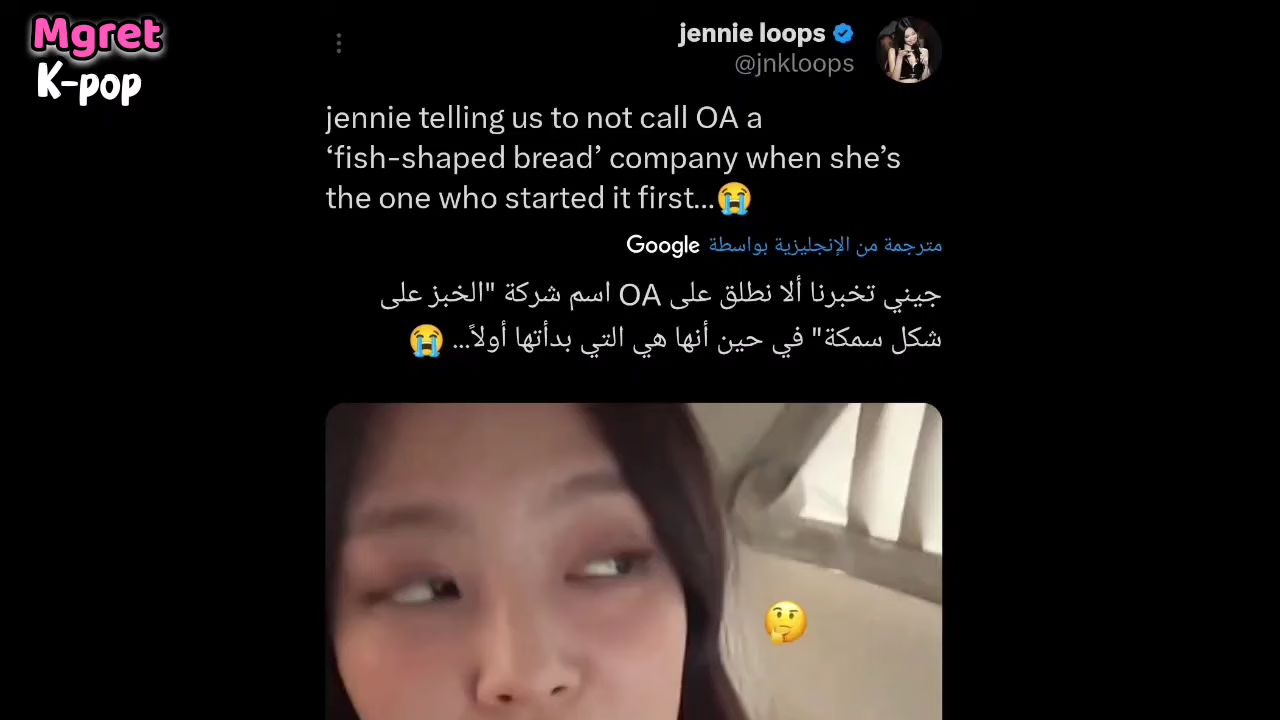 Mgret
K-pop
jennie loops
@jnkloops
jennie telling us to not call OA a
‘fish-shaped bread’ company when she’s
the one who started it first...😭
مترجمة من الإنجليزية بواسطة Google
جيني تخبرنا ألا نطلق على OA اسم شركة "الخبز على
شكل سمكة" في حين أنها هي التي بدأتها أولاً... 😭